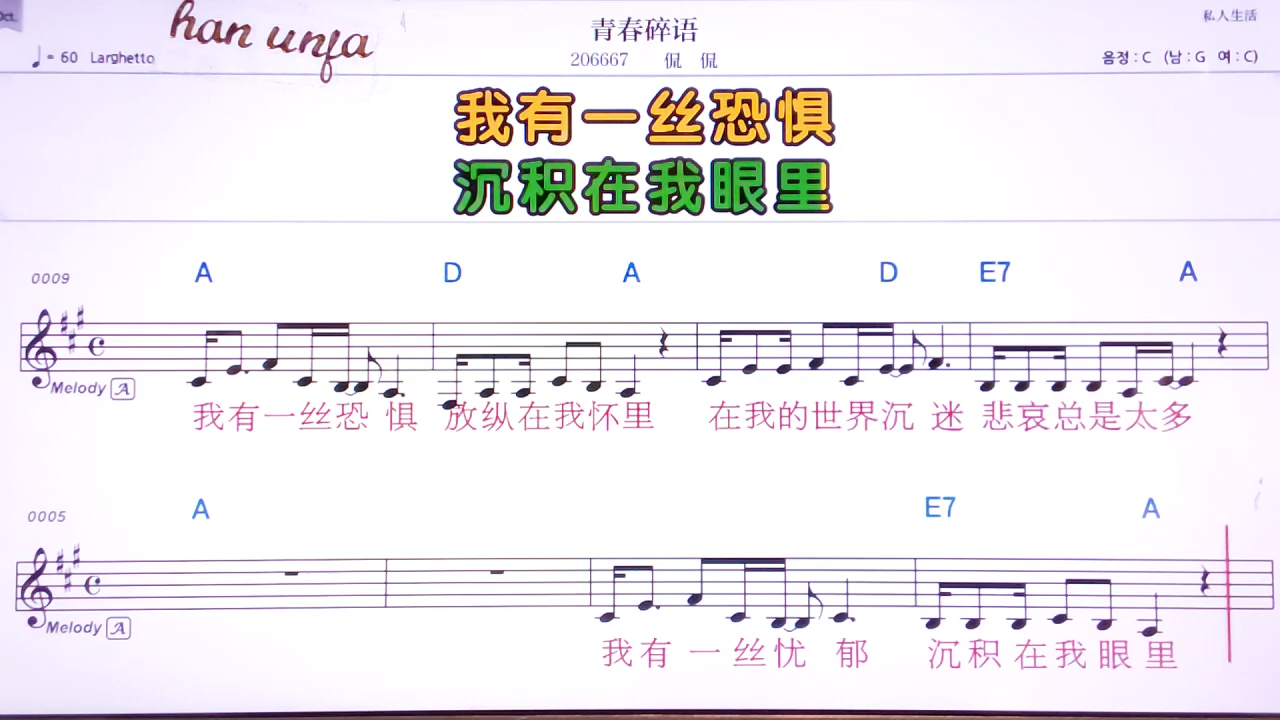 Oct.
han unfa
青春碎语
私人生活
♩= 60 Larghetto
206667 侃 侃
음정 : C (남 : G 여 : C)
我有一丝恐惧
沉积在我眼里
0009
A D A D E7 A
Melody A
我有一丝恐 惧 放纵在我怀里 在我的世界沉 迷 悲哀总是太多
0005
A E7 A
Melody A
我有 一 丝忧 郁 沉积 在我眼里